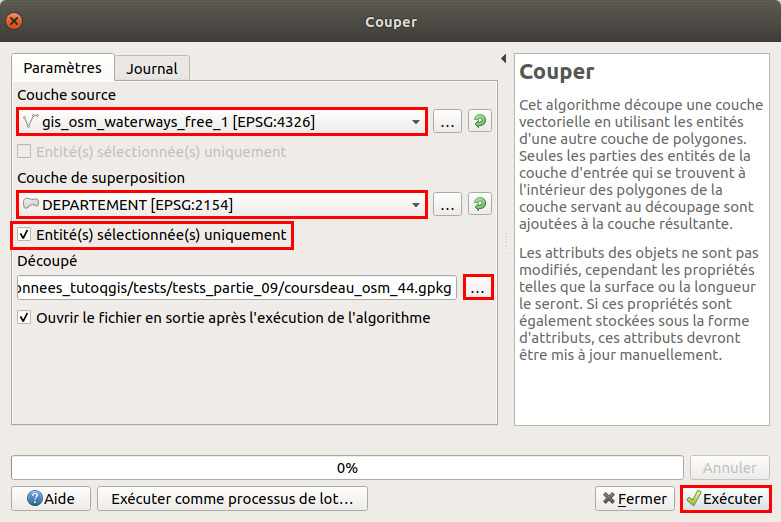 Couper
Paramètres
Journal
Couche source
gis_osm_waterways_free_1 [EPSG:4326]
...
Entité(s) sélectionnée(s) uniquement
Couche de superposition
DEPARTEMENT [EPSG:2154]
...
Entité(s) sélectionnée(s) uniquement
Découpé
onnees_tutoqgis/tests/tests_partie_09/coursdeau_osm_44.gpkg
...
Ouvrir le fichier en sortie après l'exécution de l'algorithme
Couper
Cet algorithme découpe une couche
vectorielle en utilisant les entités
d'une autre couche de polygones.
Seules les parties des entités de la
couche d'entrée qui se trouvent à
l'intérieur des polygones de la
couche servant au découpage sont
ajoutées à la couche résultante.
Les attributs des objets ne sont pas
modifiés, cependant les propriétés
telles que la surface ou la longueur
le seront. Si ces propriétés sont
également stockées sous la forme
d'attributs, ces attributs devront
être mis à jour manuellement.
0%
Annuler
Aide
Exécuter comme processus de lot...
Fermer
Exécuter